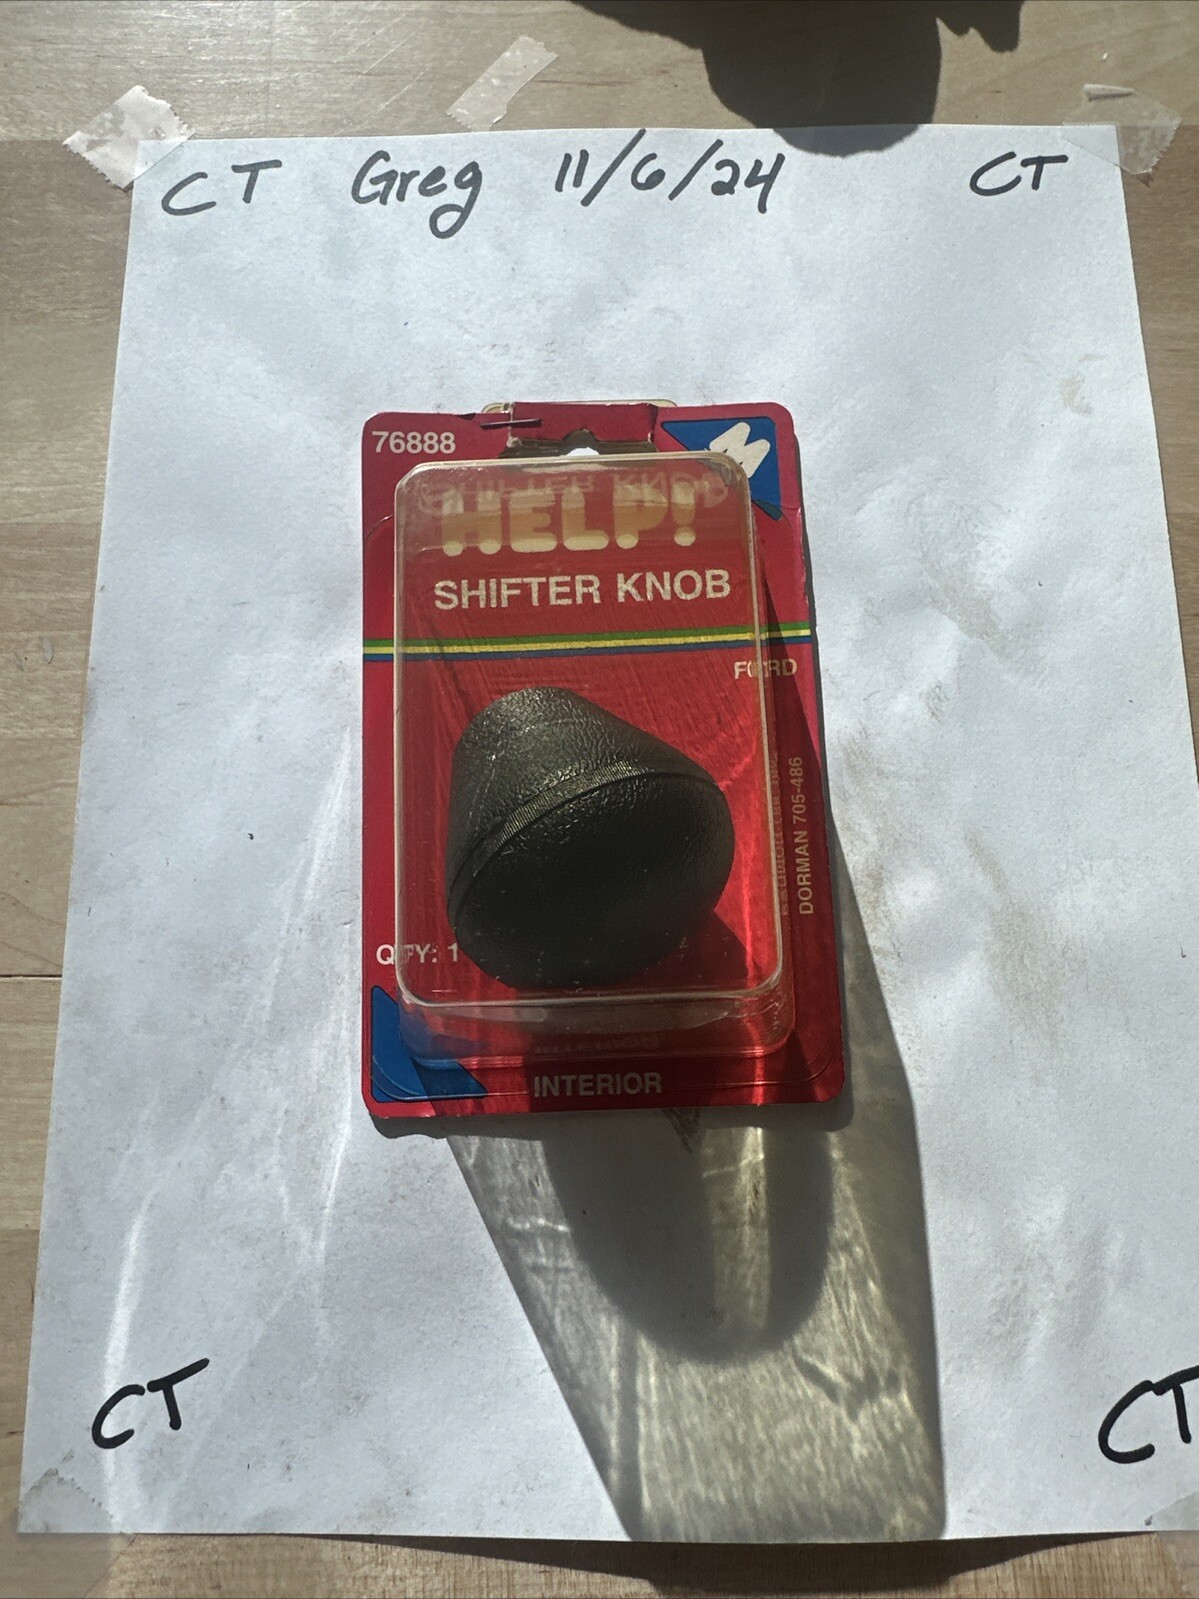 CT Greg 11/6/24 CT
76888
HELP!
SHIFTER KNOB
FORD
DORMAN 705-486
QTY: 1
INTERIOR
CT
CT